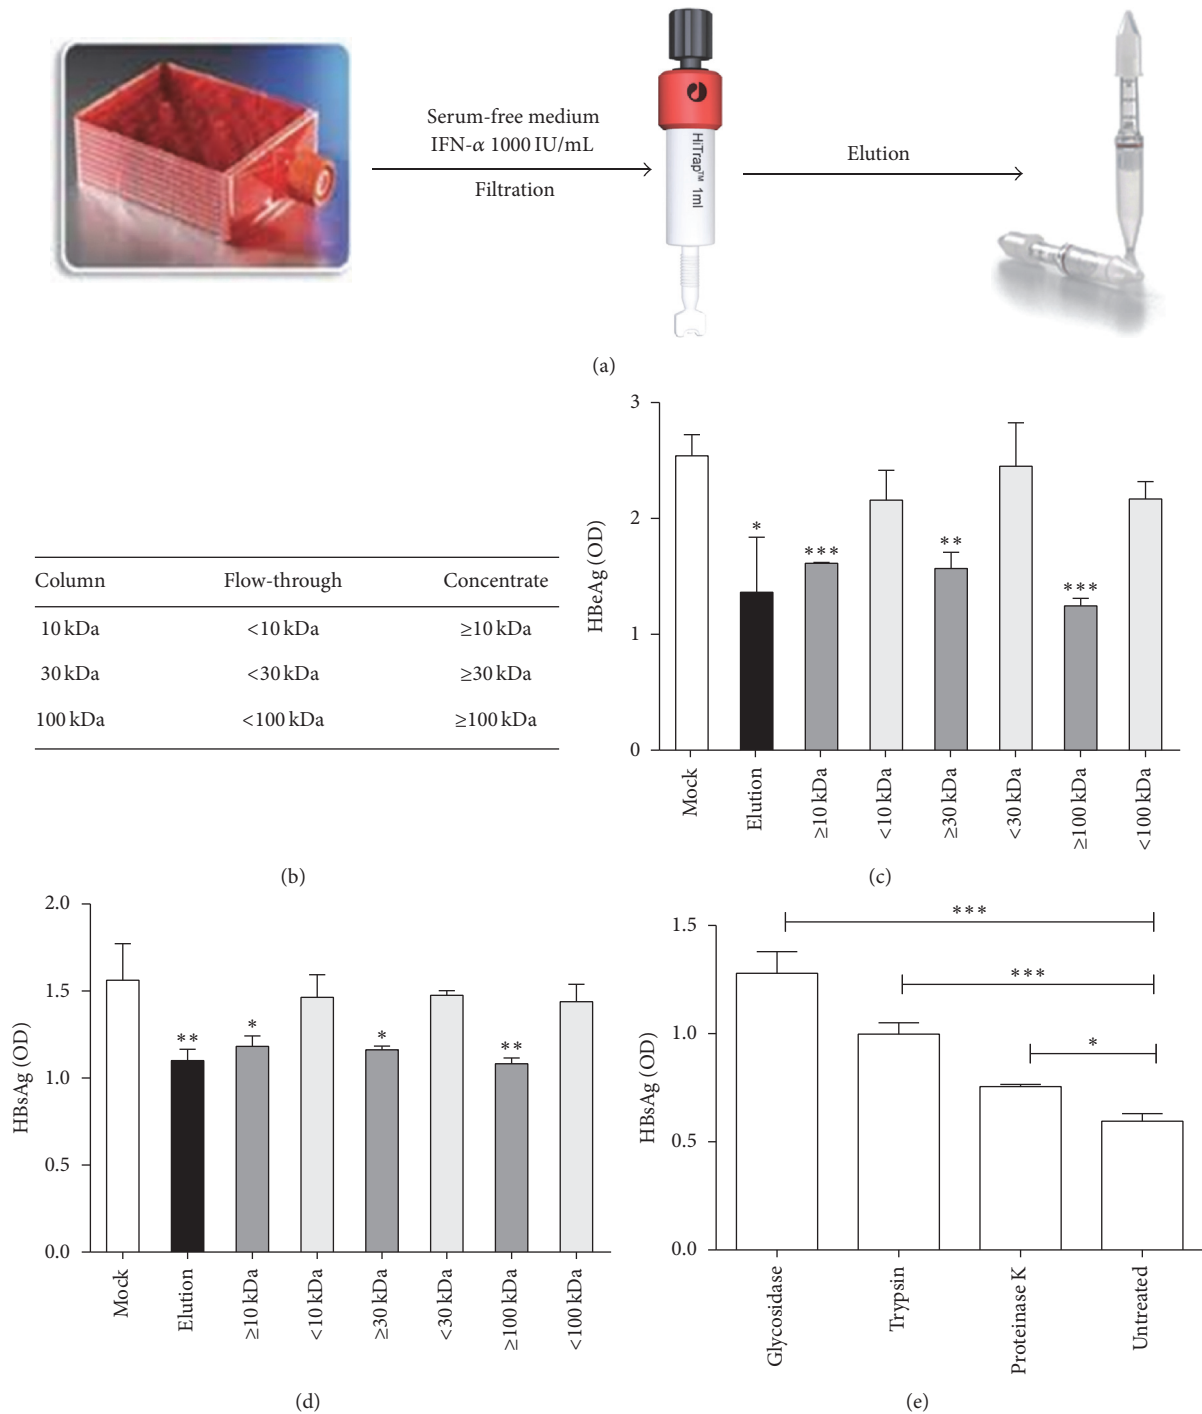 Serum-free medium
IFN-α 1000 IU/mL
Filtration
HiTrap™ 1ml
Elution
(a)
Column Flow-through Concentrate
10 kDa <10 kDa ≥10 kDa
30 kDa <30 kDa ≥30 kDa
100 kDa <100 kDa ≥100 kDa
(b)
HBeAg (OD)
3
2
1
0
*
***
**
***
Mock
Elution
≥10 kDa
<10 kDa
≥30 kDa
<30 kDa
≥100 kDa
<100 kDa
(c)
HBsAg (OD)
2.0
1.5
1.0
0.5
0.0
**
*
*
**
Mock
Elution
≥10 kDa
<10 kDa
≥30 kDa
<30 kDa
≥100 kDa
<100 kDa
(d)
HBsAg (OD)
1.5
1.0
0.5
0.0
***
***
*
Glycosidase
Trypsin
Proteinase K
Untreated
(e)